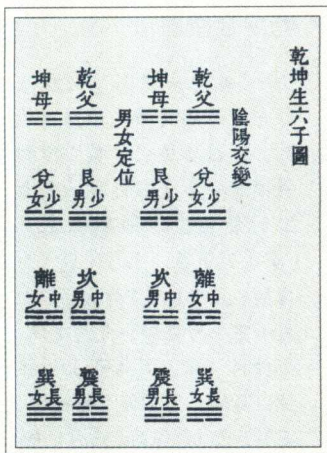 乾坤生六子圖
陰陽交變
乾父
兌少女
離中女
巽長女
坤母
艮少男
坎中男
震長男
男女定位
乾父
艮少男
坎中男
震長男
坤母
兌少女
離中女
巽長女